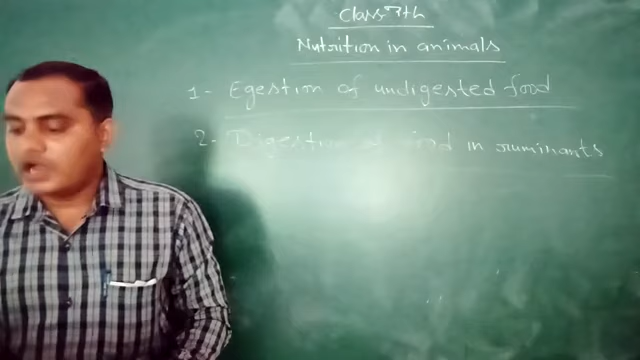 Class 7th
Nutrition in animals
1- Egestion of undigested food
2- Digestion of food in ruminants